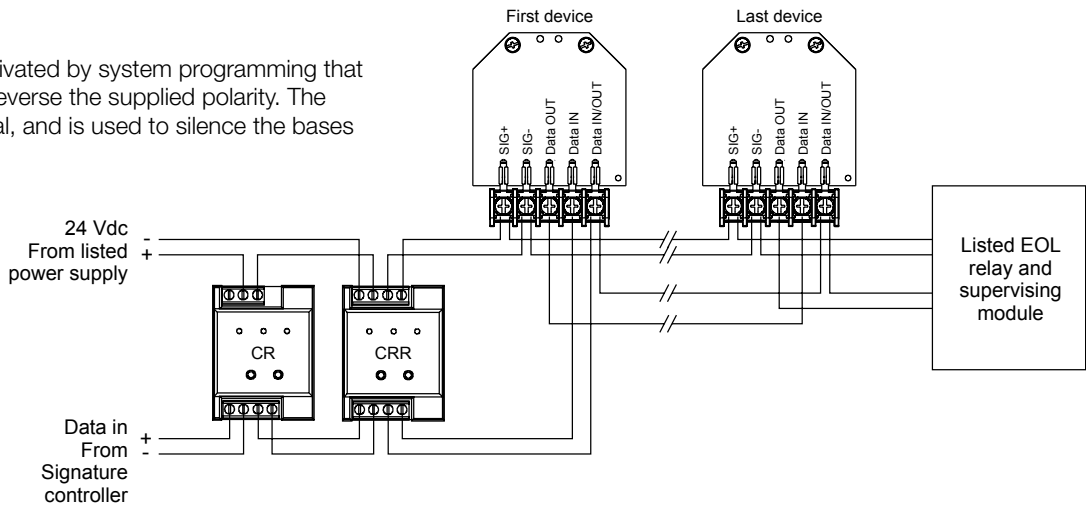 First device
Last device
ivated by system programming that
everse the supplied polarity. The
al, and is used to silence the bases
SIG+
SIG-
Data OUT
Data IN
Data IN/OUT
SIG+
SIG-
Data OUT
Data IN
Data IN/OUT
24 Vdc -
From listed +
power supply
Listed EOL
relay and
supervising
module
CR
CRR
Data in +
From -
Signature
controller